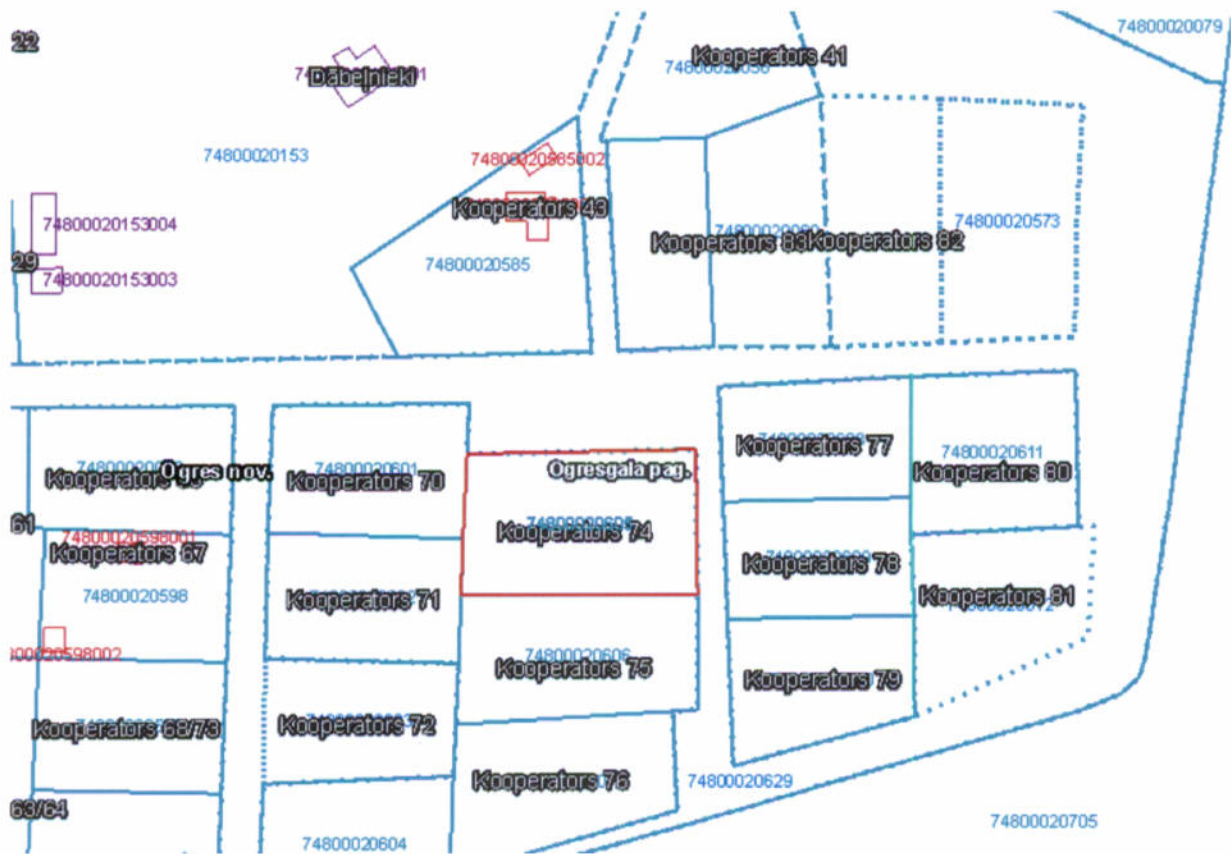 22
74800020079
Kooperators 41
Dābeļnieki
74800020153
74800020585002
Kooperators 43
74800020153004
74800020573
Kooperators 83
Kooperators 82
29
74800020585
74800020153003
Kooperators 77
74800020601
74800020611
Ogres nov.
Ogresgala pag.
Kooperators 70
Kooperators 80
61
74800020598001
Kooperators 74
Kooperators 67
Kooperators 78
74800020598
Kooperators 71
Kooperators 81
74800020606
Kooperators 75
Kooperators 79
Kooperators 68/73
Kooperators 72
Kooperators 76
74800020629
63/64
74800020705
74800020604